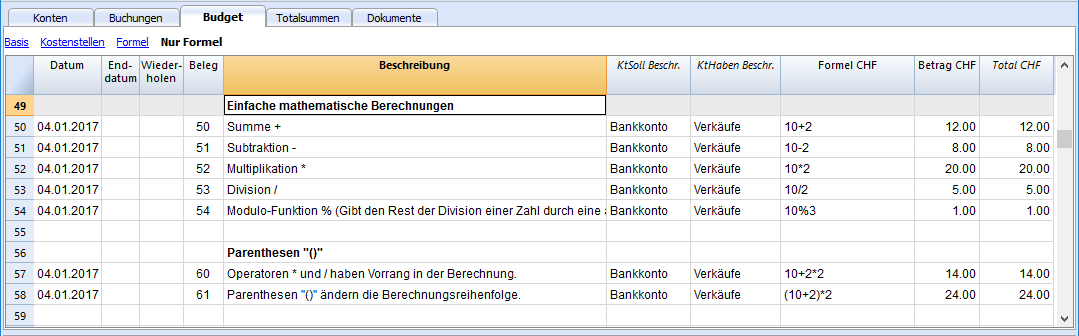 Konten Buchungen Budget Totalsummen Dokumente
Basis Kostenstellen Formel Nur Formel
Datum End-datum Wieder-holen Beleg Beschreibung KtSoll Beschr. KtHaben Beschr. Formel CHF Betrag CHF Total CHF
49 Einfache mathematische Berechnungen
50 04.01.2017 50 Summe + Bankkonto Verkäufe 10+2 12.00 12.00
51 04.01.2017 51 Subtraktion - Bankkonto Verkäufe 10-2 8.00 8.00
52 04.01.2017 52 Multiplikation * Bankkonto Verkäufe 10*2 20.00 20.00
53 04.01.2017 53 Division / Bankkonto Verkäufe 10/2 5.00 5.00
54 04.01.2017 54 Modulo-Funktion % (Gibt den Rest der Division einer Zahl durch eine Bankkonto Verkäufe 10%3 1.00 1.00
55
56 Parenthesen "()"
57 04.01.2017 60 Operatoren * und / haben Vorrang in der Berechnung. Bankkonto Verkäufe 10+2*2 14.00 14.00
58 04.01.2017 61 Parenthesen "()" ändern die Berechnungsreihenfolge. Bankkonto Verkäufe (10+2)*2 24.00 24.00
59